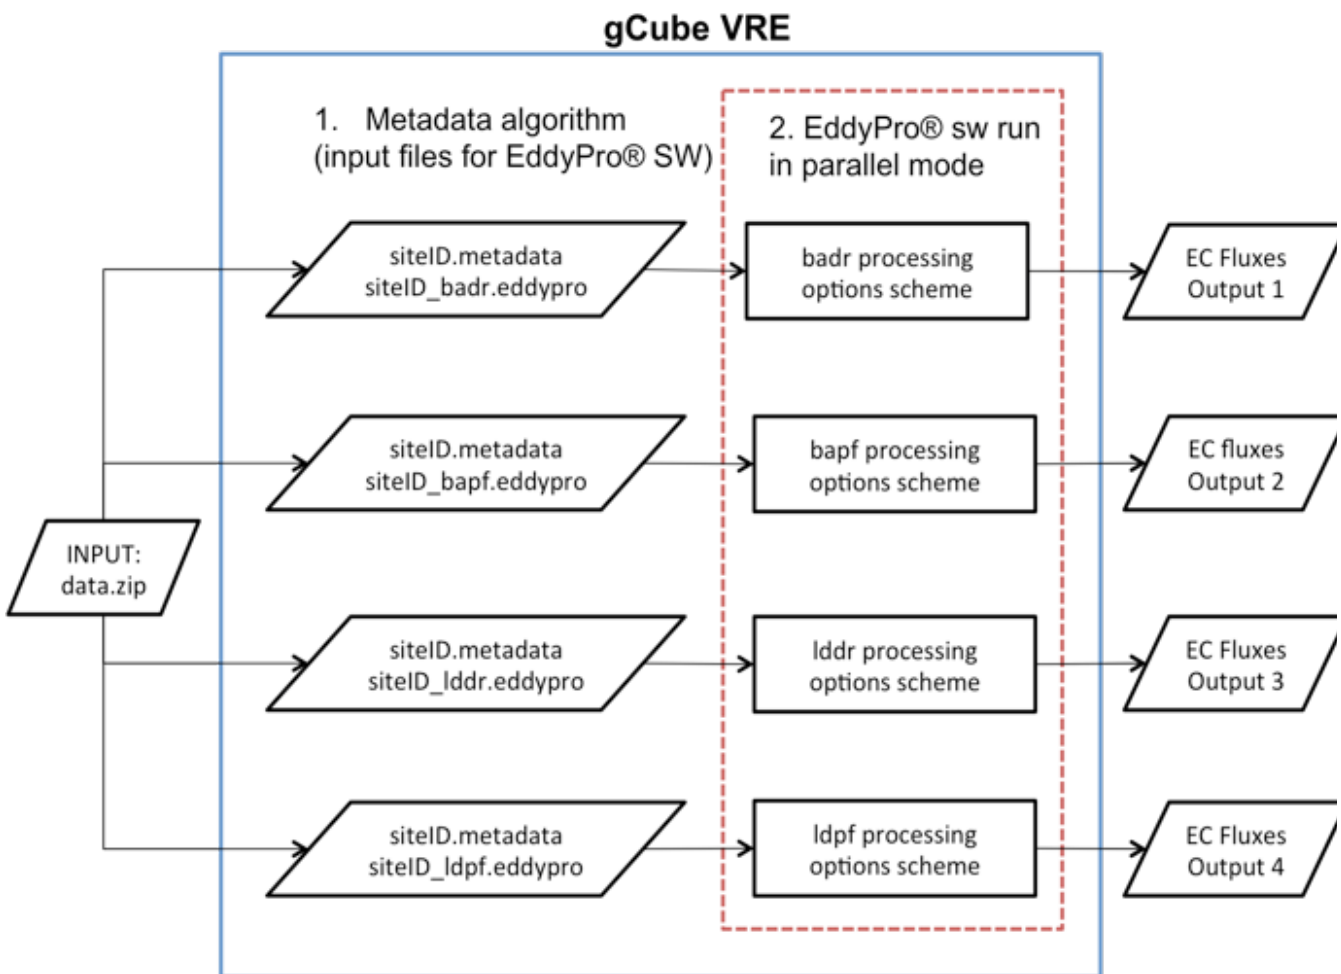 gCube VRE
1. Metadata algorithm
(input files for EddyPro® SW)
2. EddyPro® sw run
in parallel mode
siteID.metadata
siteID_badr.eddypro
badr processing
options scheme
EC Fluxes
Output 1
siteID.metadata
siteID_bapf.eddypro
bapf processing
options scheme
EC fluxes
Output 2
INPUT:
data.zip
siteID.metadata
siteID_lddr.eddypro
lddr processing
options scheme
EC Fluxes
Output 3
siteID.metadata
siteID_ldpf.eddypro
ldpf processing
options scheme
EC Fluxes
Output 4